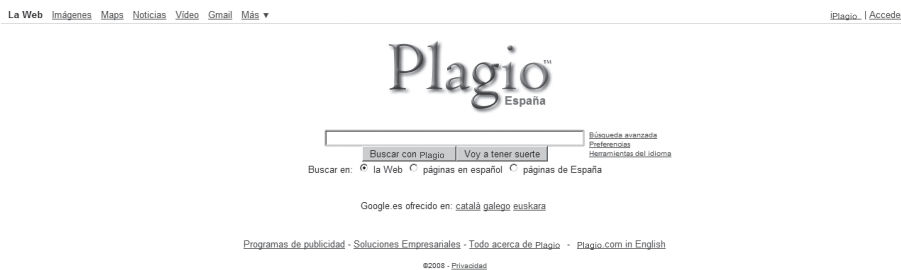 La Web Imágenes Maps Noticias Vídeo Gmail Más ▼ iPlagio | Accede
Plagio™
España
Búsqueda avanzada
Preferencias
Buscar con Plagio Voy a tener suerte Herramientas del idioma
Buscar en: la Web páginas en español páginas de España
Google.es ofrecido en: català galego euskara
Programas de publicidad - Soluciones Empresariales - Todo acerca de Plagio - Plagio.com in English
©2008 - Privacidad